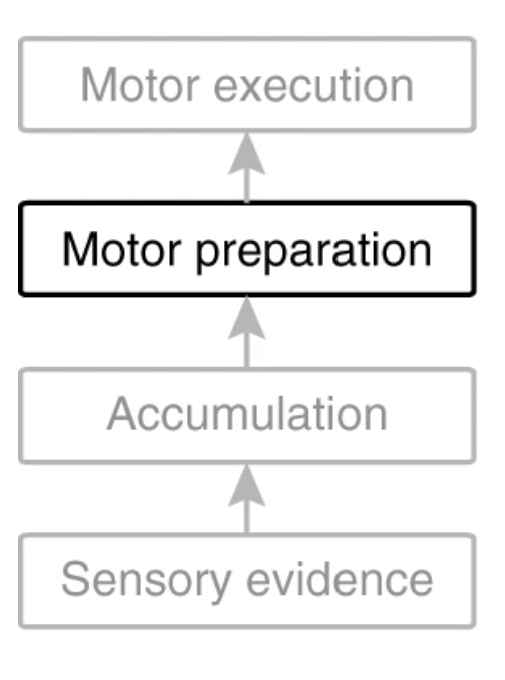 Motor execution
Motor preparation
Accumulation
Sensory evidence